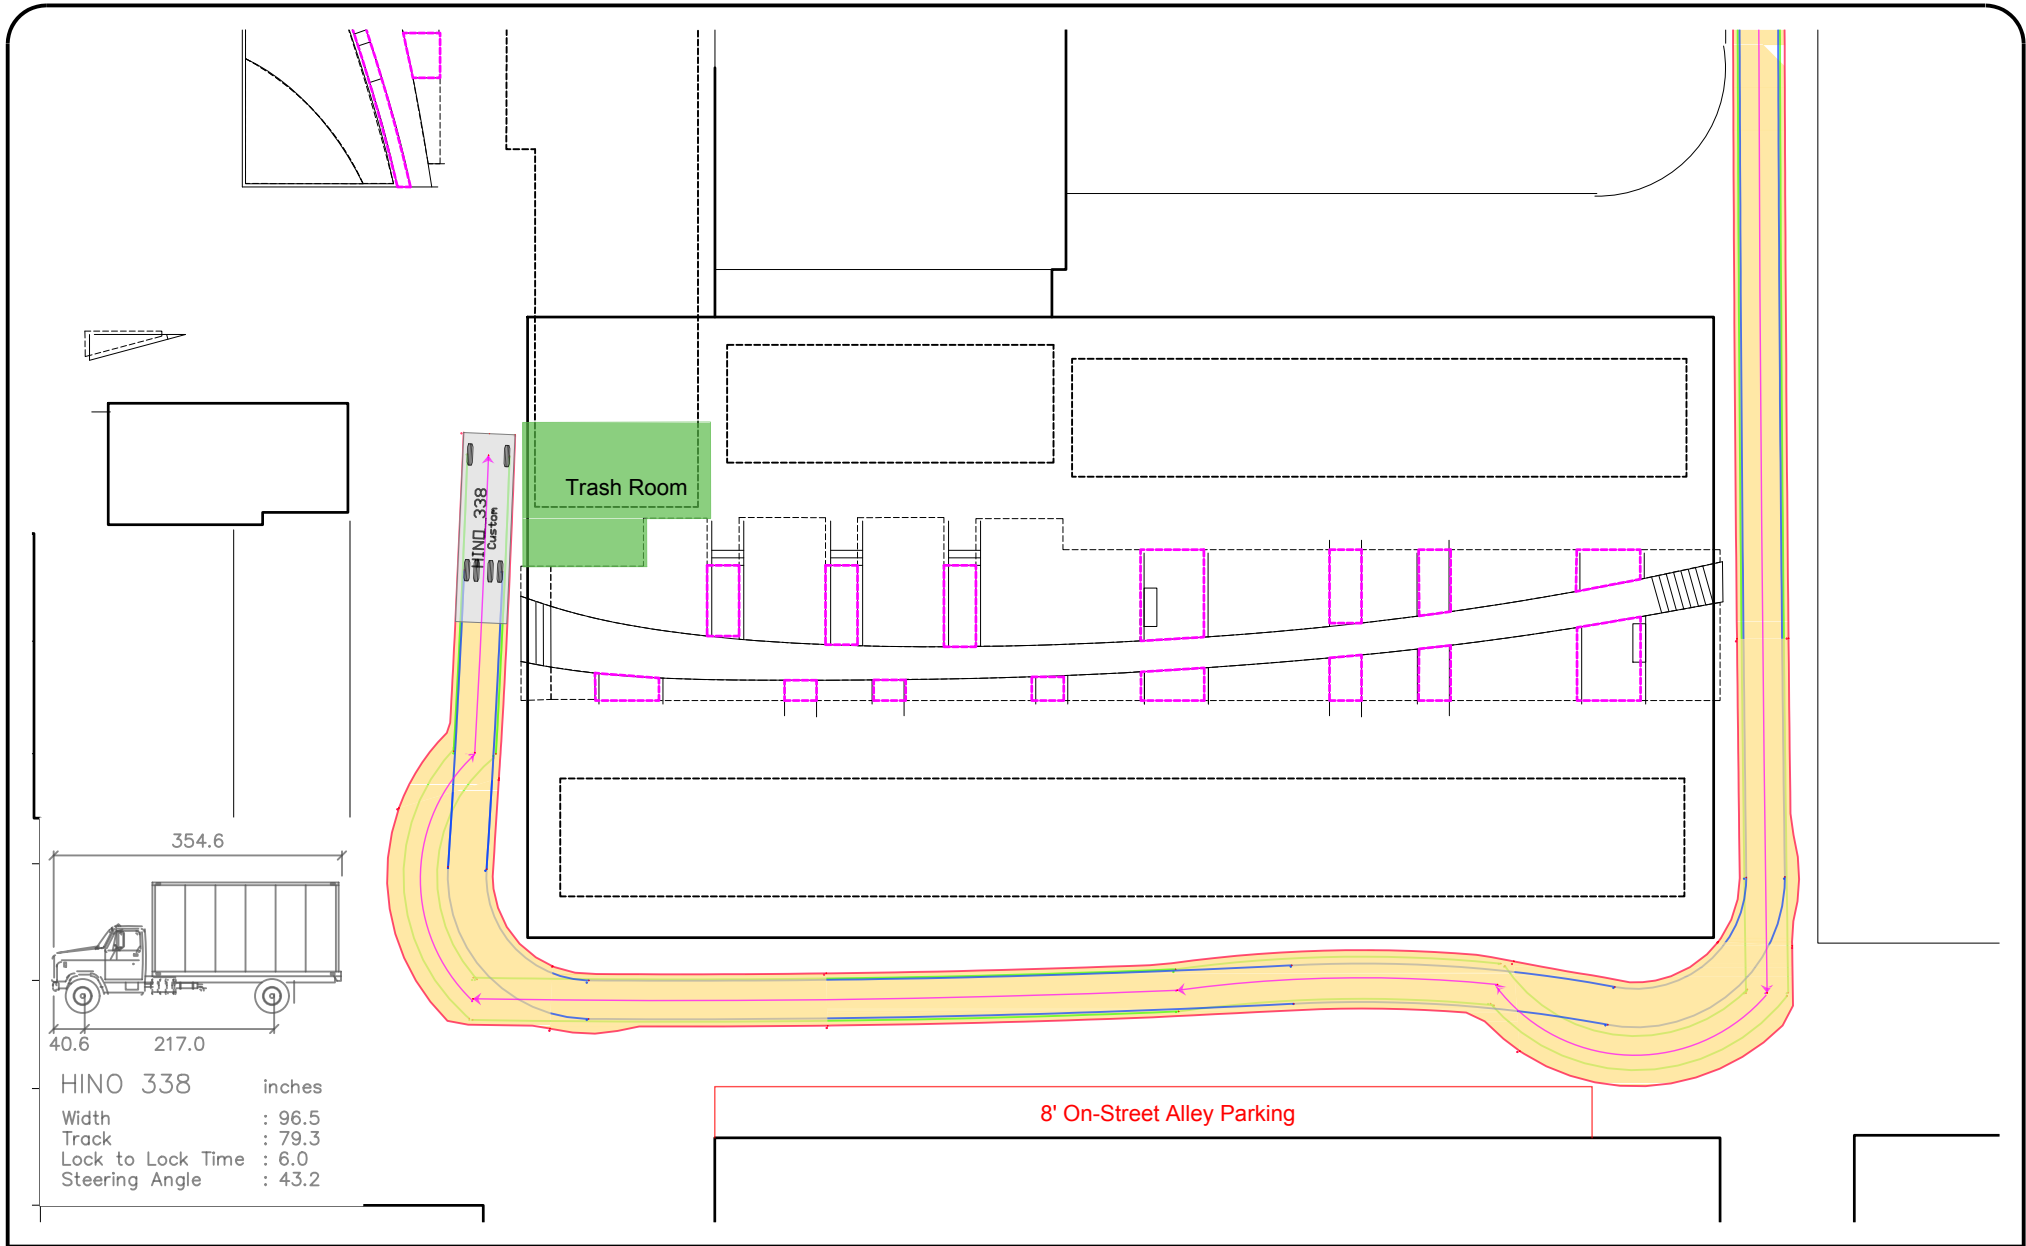 Trash Room
HINO 338
Custom
354.6
40.6
217.0
HINO 338 inches
Width : 96.5
Track : 79.3
Lock to Lock Time : 6.0
Steering Angle : 43.2
8' On-Street Alley Parking